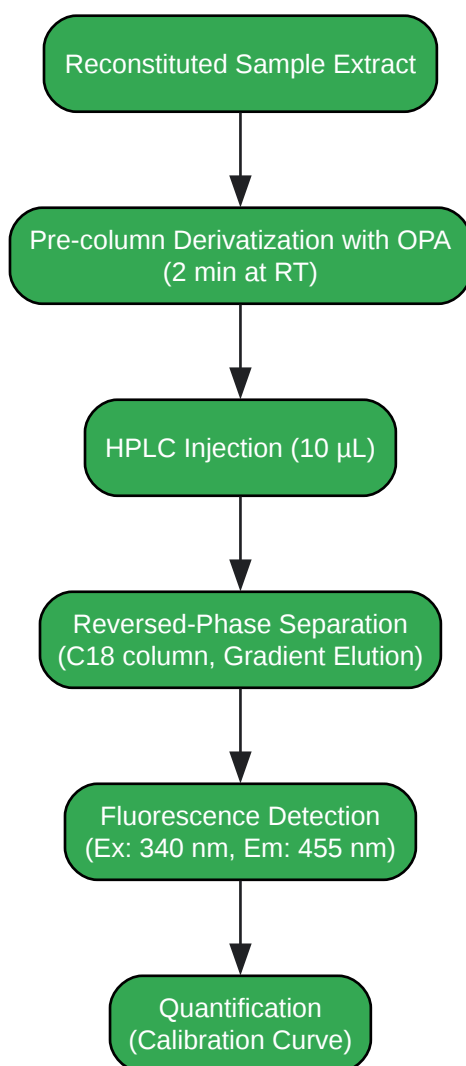 Reconstituted Sample Extract
Pre-column Derivatization with OPA
(2 min at RT)
HPLC Injection (10 µL)
Reversed-Phase Separation
(C18 column, Gradient Elution)
Fluorescence Detection
(Ex: 340 nm, Em: 455 nm)
Quantification
(Calibration Curve)